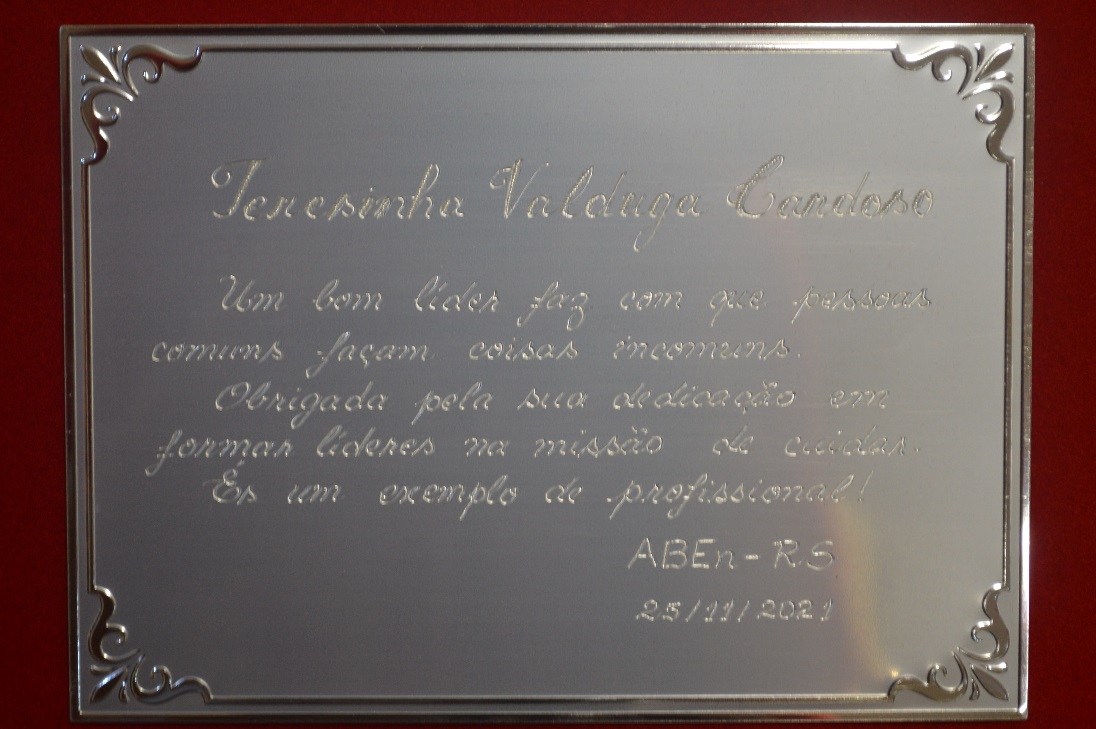 Teresinha Valduga Cardoso
Um bom líder faz com que pessoas
comuns façam coisas incomuns.
Obrigada pela sua dedicação em
formar líderes na missão de cuidar.
És um exemplo de profissional!
ABEn-RS
25/11/2021